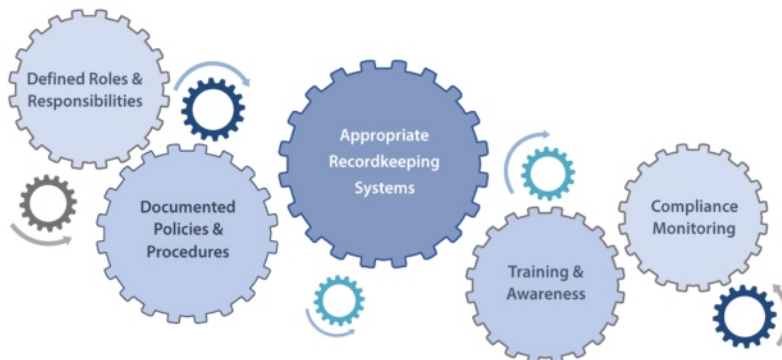 Defined Roles &
Responsibilities
Documented
Policies &
Procedures
Appropriate
Recordkeeping
Systems
Training &
Awareness
Compliance
Monitoring